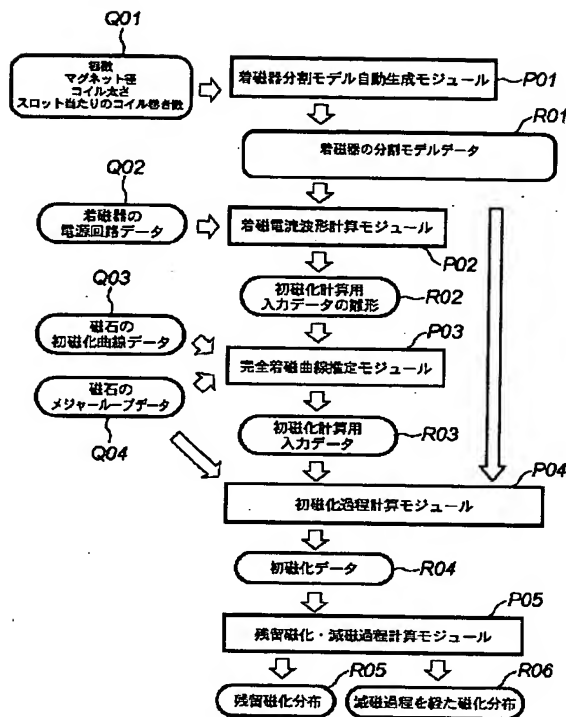 Q01
極数
マグネット径
コイル太さ
スロット当たりのコイル巻き数
着磁器分割モデル自動生成モジュール
P01
R01
着磁器の分割モデルデータ
Q02
着磁器の
電源回路データ
着磁電流波形計算モジュール
P02
初磁化計算用
入力データの雛形
R02
Q03
磁石の
初磁化曲線データ
P03
完全着磁曲線推定モジュール
磁石の
メジャーループデータ
Q04
初磁化計算用
入力データ
R03
P04
初磁化過程計算モジュール
初磁化データ
R04
P05
残留磁化・減磁過程計算モジュール
R05
R06
残留磁化分布
減磁過程を経た磁化分布